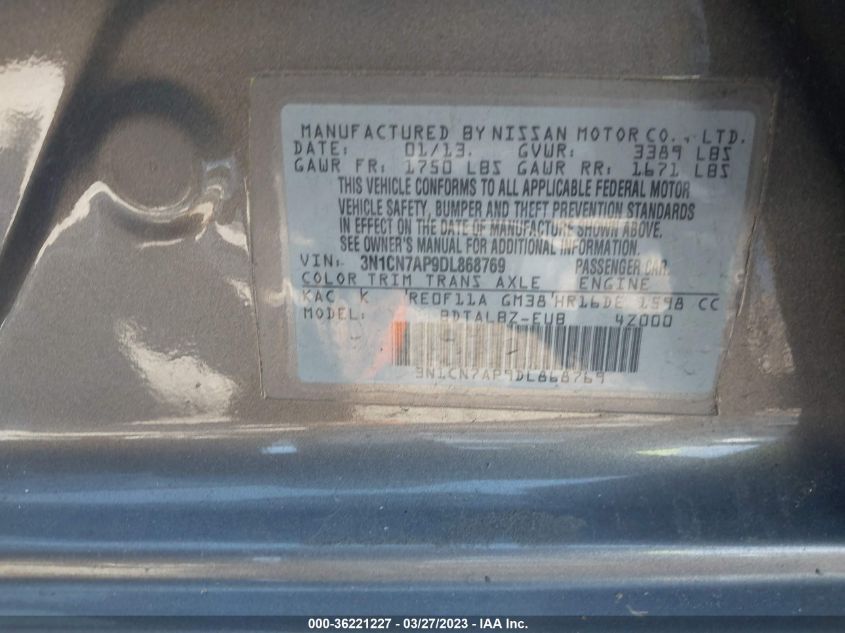 MANUFACTURED BY NISSAN MOTOR CO., LTD.
DATE: 01/13. GVWR: 3389 LBS
GAWR FR: 1750 LBS GAWR RR: 1671 LBS
THIS VEHICLE CONFORMS TO ALL APPLICABLE FEDERAL MOTOR
VEHICLE SAFETY, BUMPER AND THEFT PREVENTION STANDARDS
IN EFFECT ON THE DATE OF MANUFACTURE SHOWN ABOVE.
SEE OWNER'S MANUAL FOR ADDITIONAL INFORMATION.
VIN: 3N1CN7AP9DL868769 PASSENGER CAR.
COLOR TRIM TRANS AXLE ENGINE
KAC K RE0F11A GM38 HR16DE 1598 CC
MODEL: BDTALBZ-EUB 4Z000
3N1CN7AP9DL868769
000-36221227 - 03/27/2023 - IAA Inc.